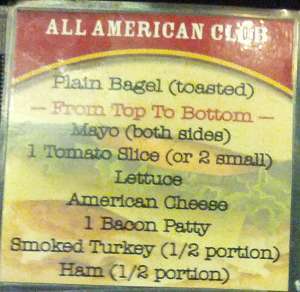 ALL AMERICAN CLUB
Plain Bagel (toasted)
— From Top To Bottom —
Mayo (both sides)
1 Tomato Slice (or 2 small)
Lettuce
American Cheese
1 Bacon Patty
Smoked Turkey (1/2 portion)
Ham (1/2 portion)